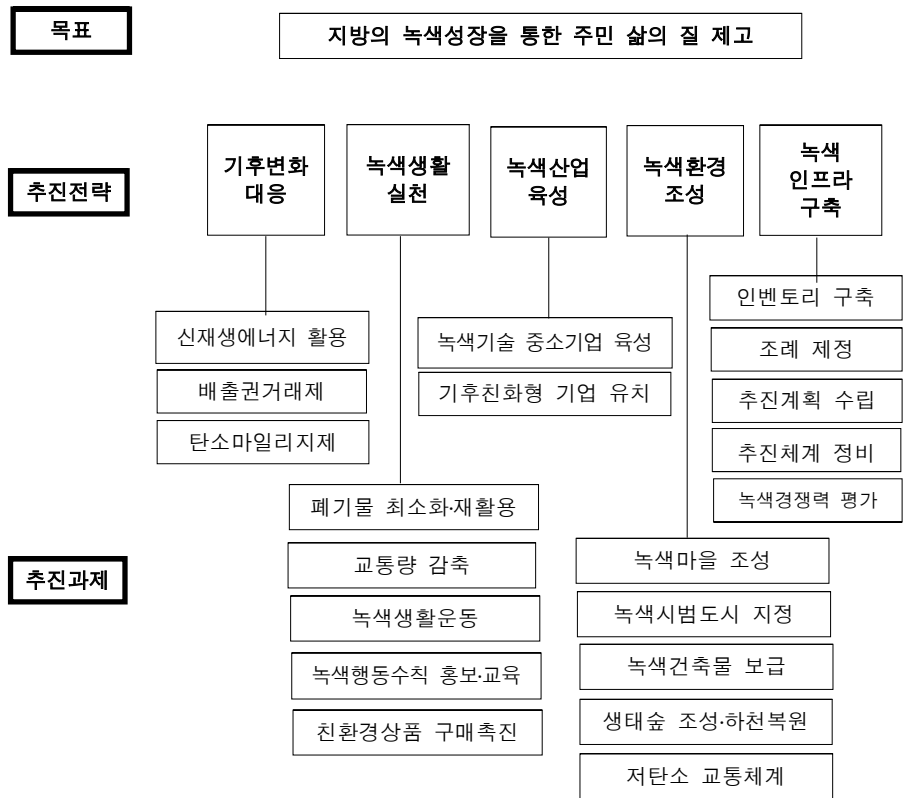 목표
지방의 녹색성장을 통한 주민 삶의 질 제고
추진전략
기후변화
대응
녹색생활
실천
녹색산업
육성
녹색환경
조성
녹색
인프라
구축
신재생에너지 활용
배출권거래제
탄소마일리지제
녹색기술 중소기업 육성
기후친화형 기업 유치
인벤토리 구축
조례 제정
추진계획 수립
추진체계 정비
녹색경쟁력 평가
추진과제
폐기물 최소화·재활용
교통량 감축
녹색생활운동
녹색행동수칙 홍보·교육
친환경상품 구매촉진
녹색마을 조성
녹색시범도시 지정
녹색건축물 보급
생태숲 조성·하천복원
저탄소 교통체계